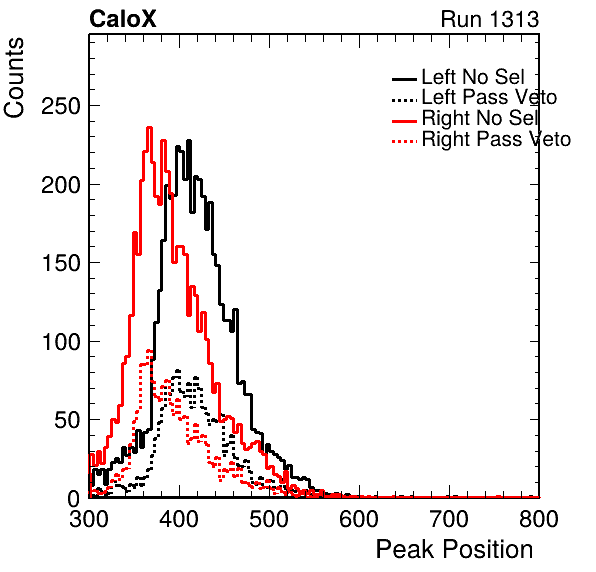 CaloX Run 1313
Counts
Left No Sel
Left Pass Veto
Right No Sel
Right Pass Veto
250
200
150
100
50
0
300 400 500 600 700 800
Peak Position